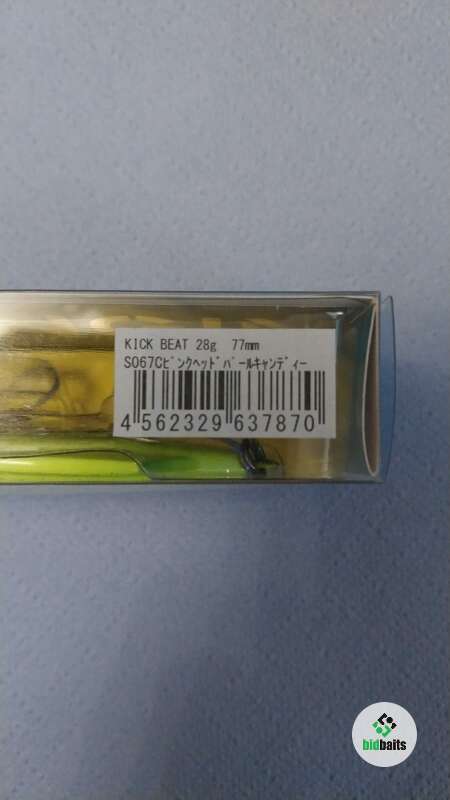 KICK BEAT 28g 77mm
S067Cﾋﾟﾝｸﾍｯﾄﾞﾊﾟｰﾙｷｬﾝﾃﾞｨｰ
4 562329 637870
bidbaits